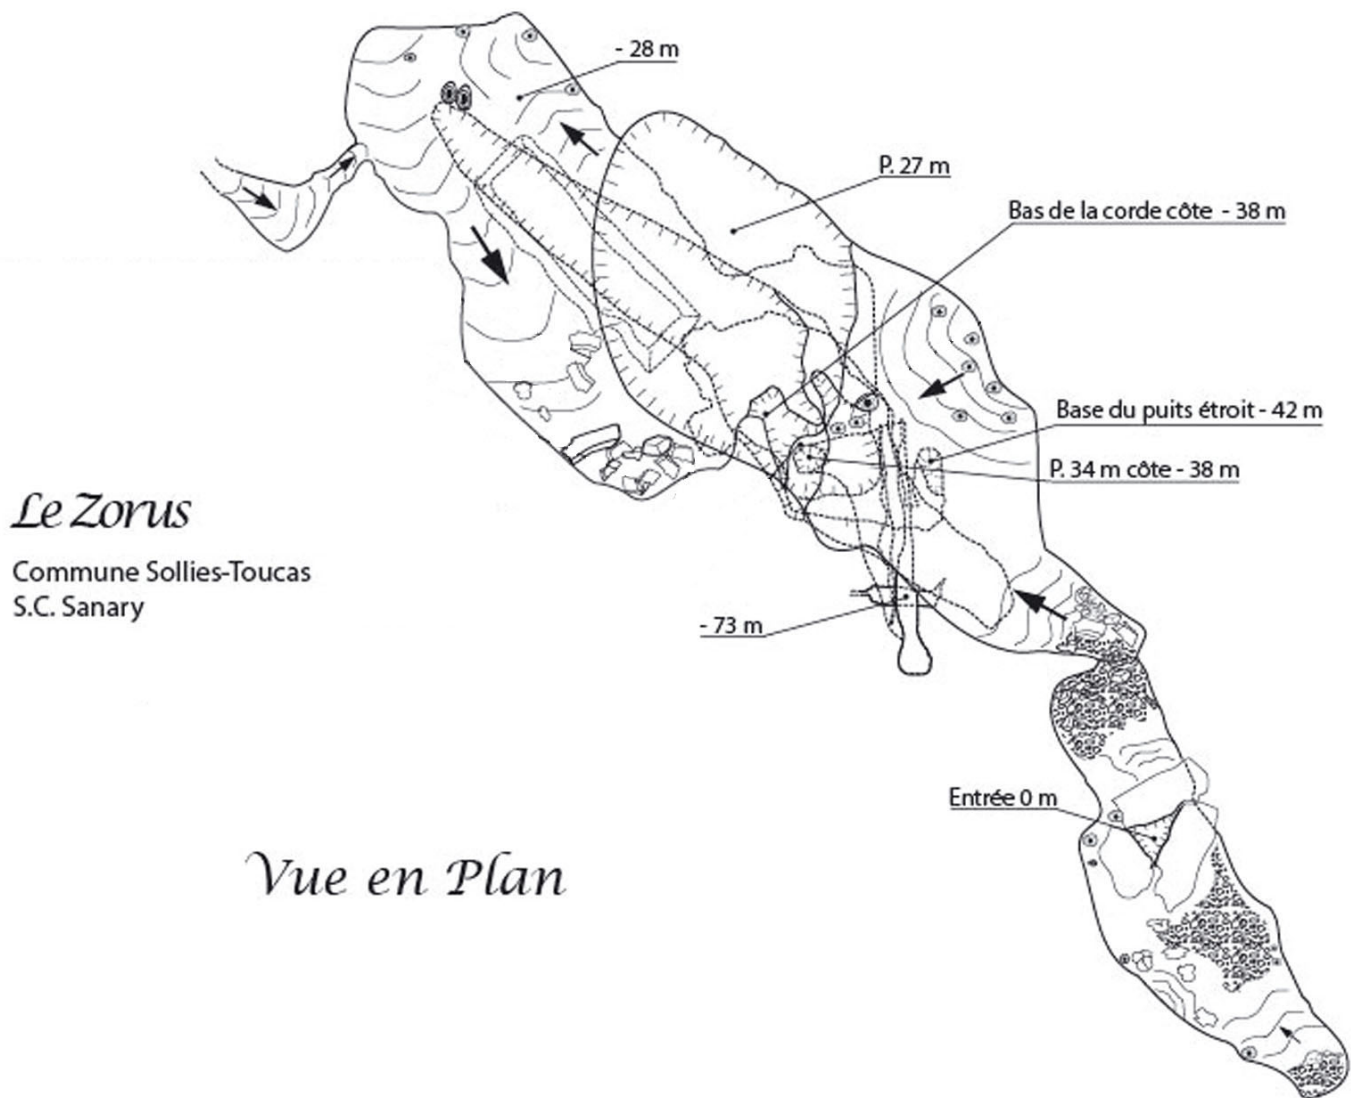 - 28 m
P. 27 m
Bas de la corde côte - 38 m
Base du puits étroit - 42 m
P. 34 m côte - 38 m
Le Zorus
Commune Sollies-Toucas
S.C. Sanary
- 73 m
Entrée 0 m
Vue en Plan